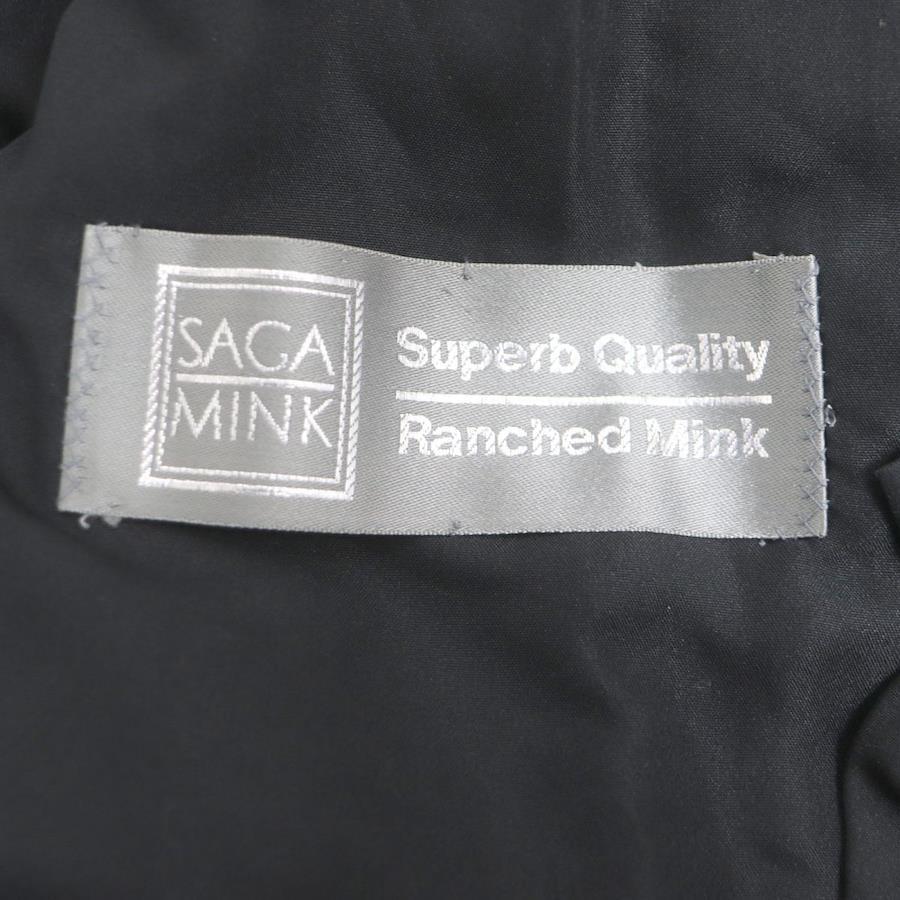 SAGA
MINK
Superb Quality
Ranched Mink